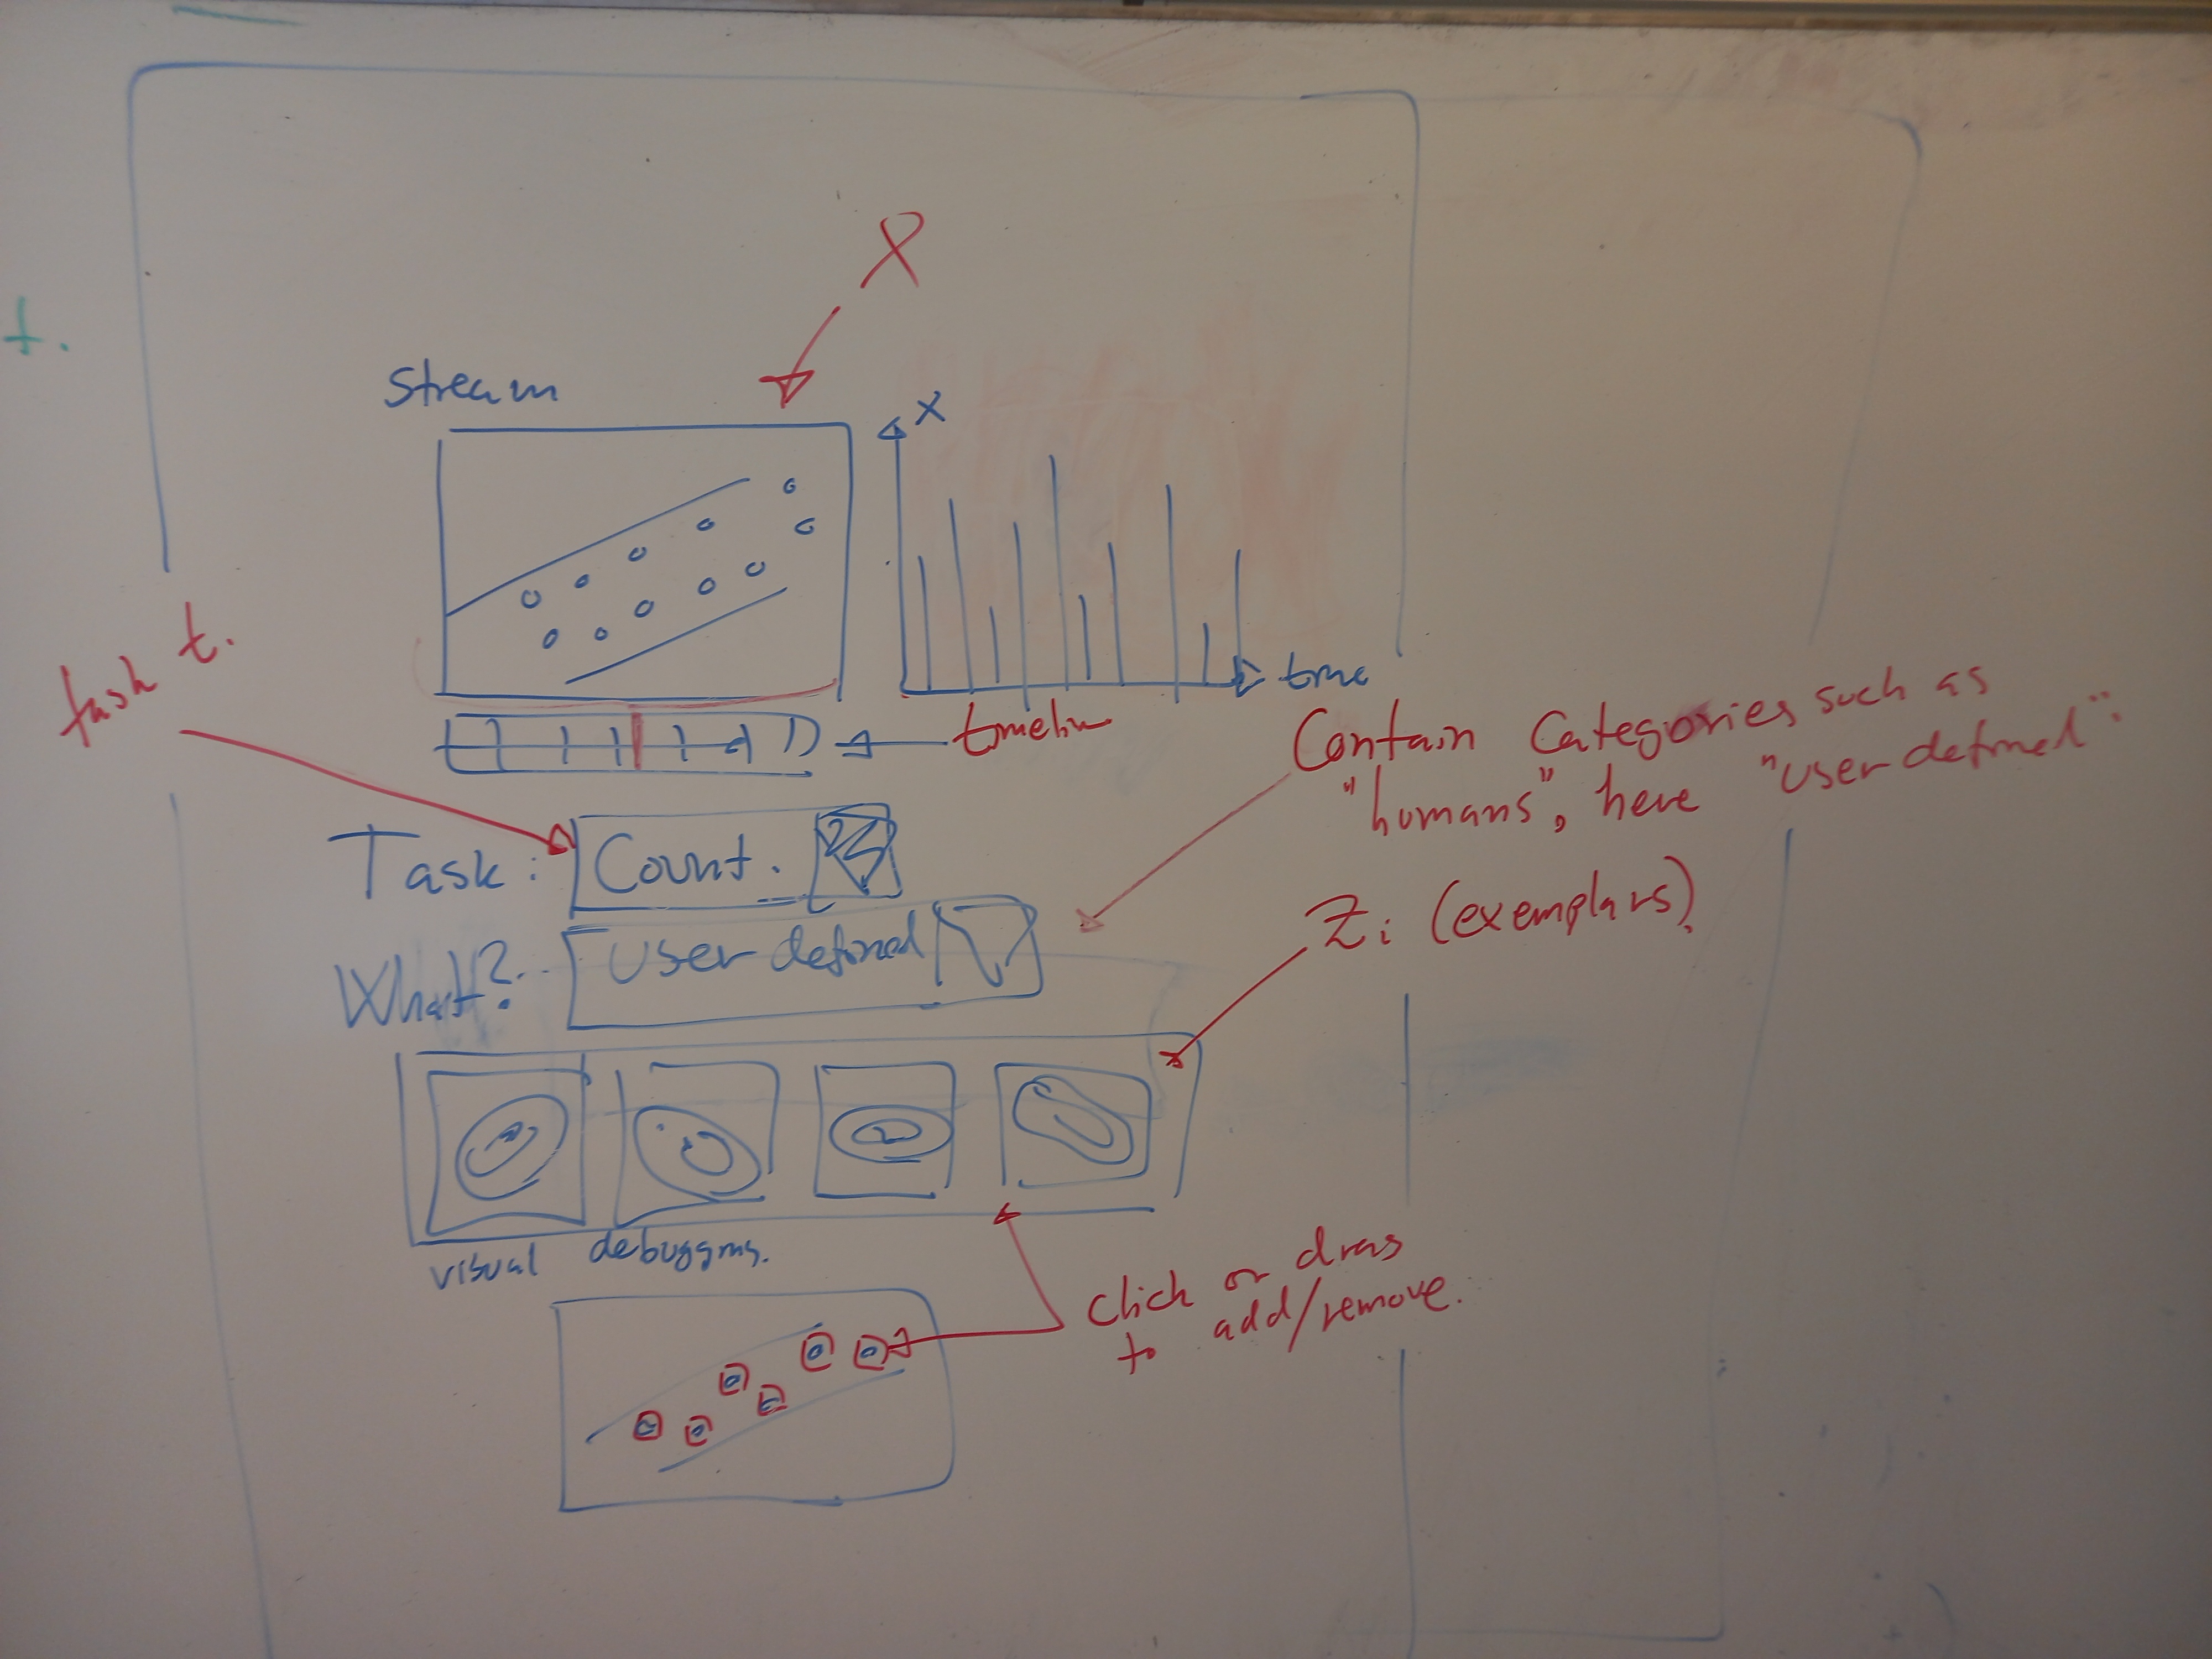 X
stream
x
time
t.
task t.
timeline
Contain Categories such as
"humans", here "user defined".
Task: Count.
What? user defined
Zi (exemplars).
visual debugging.
click or drag
to add/remove.